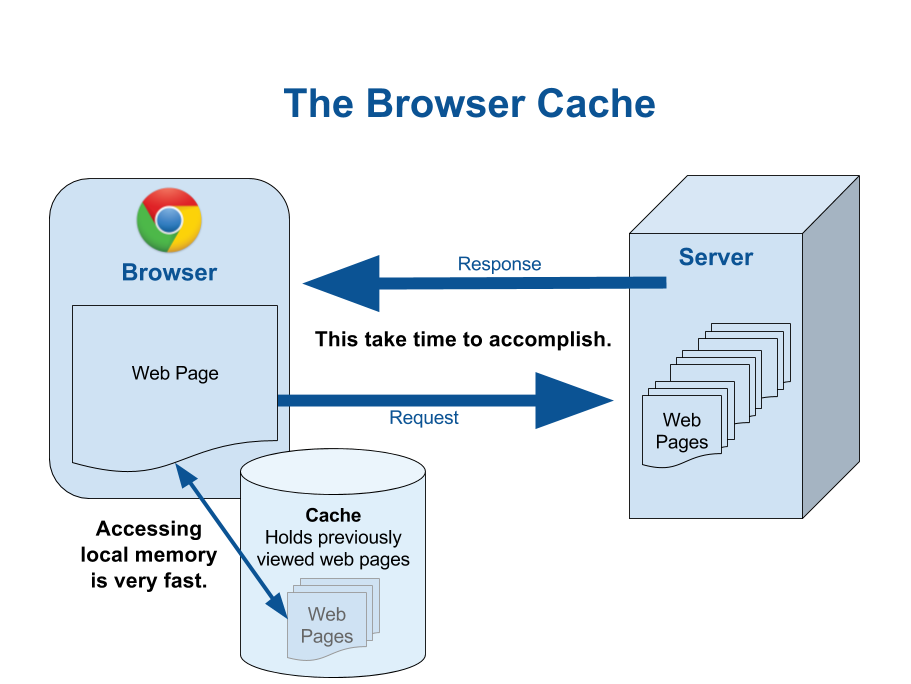 The Browser Cache
Browser
Web Page
Response
This take time to accomplish.
Request
Server
Web
Pages
Cache
Holds previously
viewed web pages
Web
Pages
Accessing
local memory
is very fast.